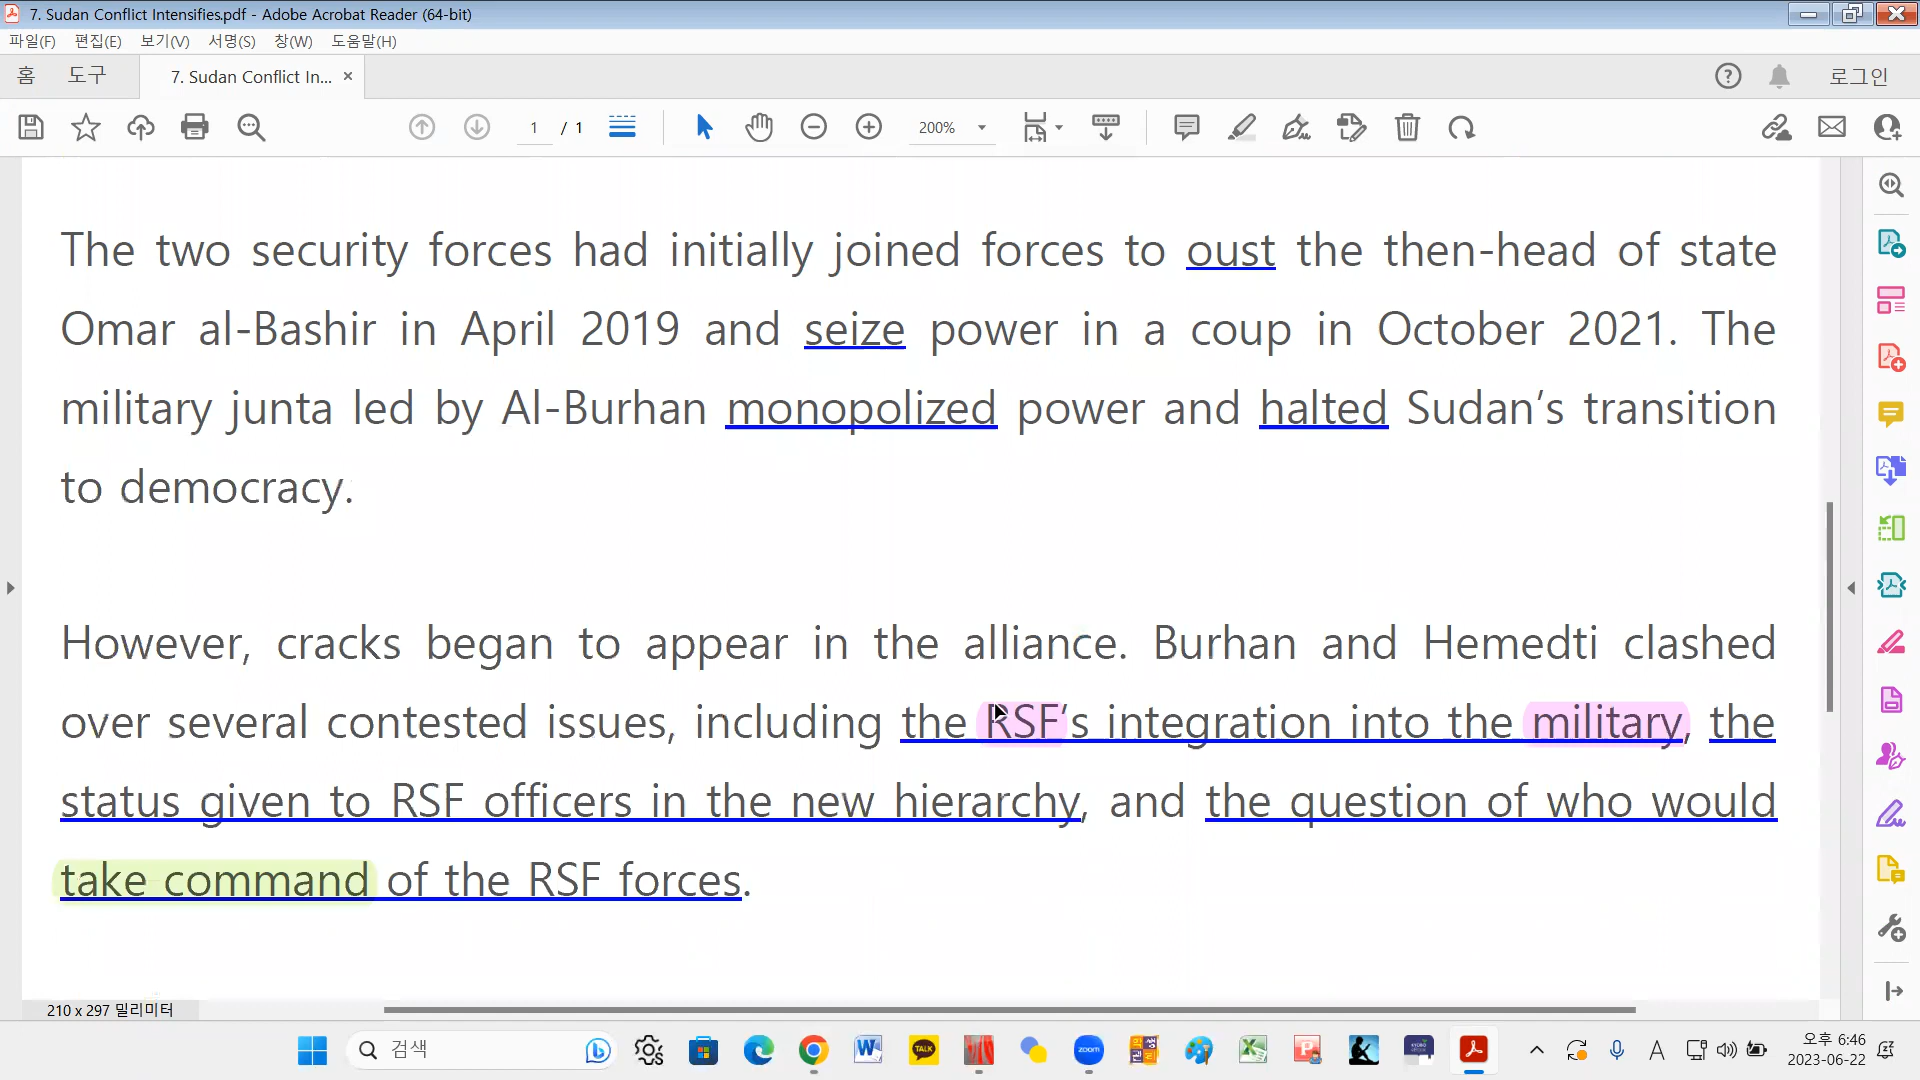 7. Sudan Conflict Intensifies.pdf - Adobe Acrobat Reader (64-bit)
파일(F) 편집(E) 보기(V) 서명(S) 창(W) 도움말(H)
홈 도구 7. Sudan Conflict In... × 로그인
1 / 1 200%
The two security forces had initially joined forces to oust the then-head of state
Omar al-Bashir in April 2019 and seize power in a coup in October 2021. The
military junta led by Al-Burhan monopolized power and halted Sudan’s transition
to democracy.
However, cracks began to appear in the alliance. Burhan and Hemedti clashed
over several contested issues, including the RSF’s integration into the military, the
status given to RSF officers in the new hierarchy, and the question of who would
take command of the RSF forces.
210 x 297 밀리미터
검색 TALK zoom A 오후 6:46
2023-06-22